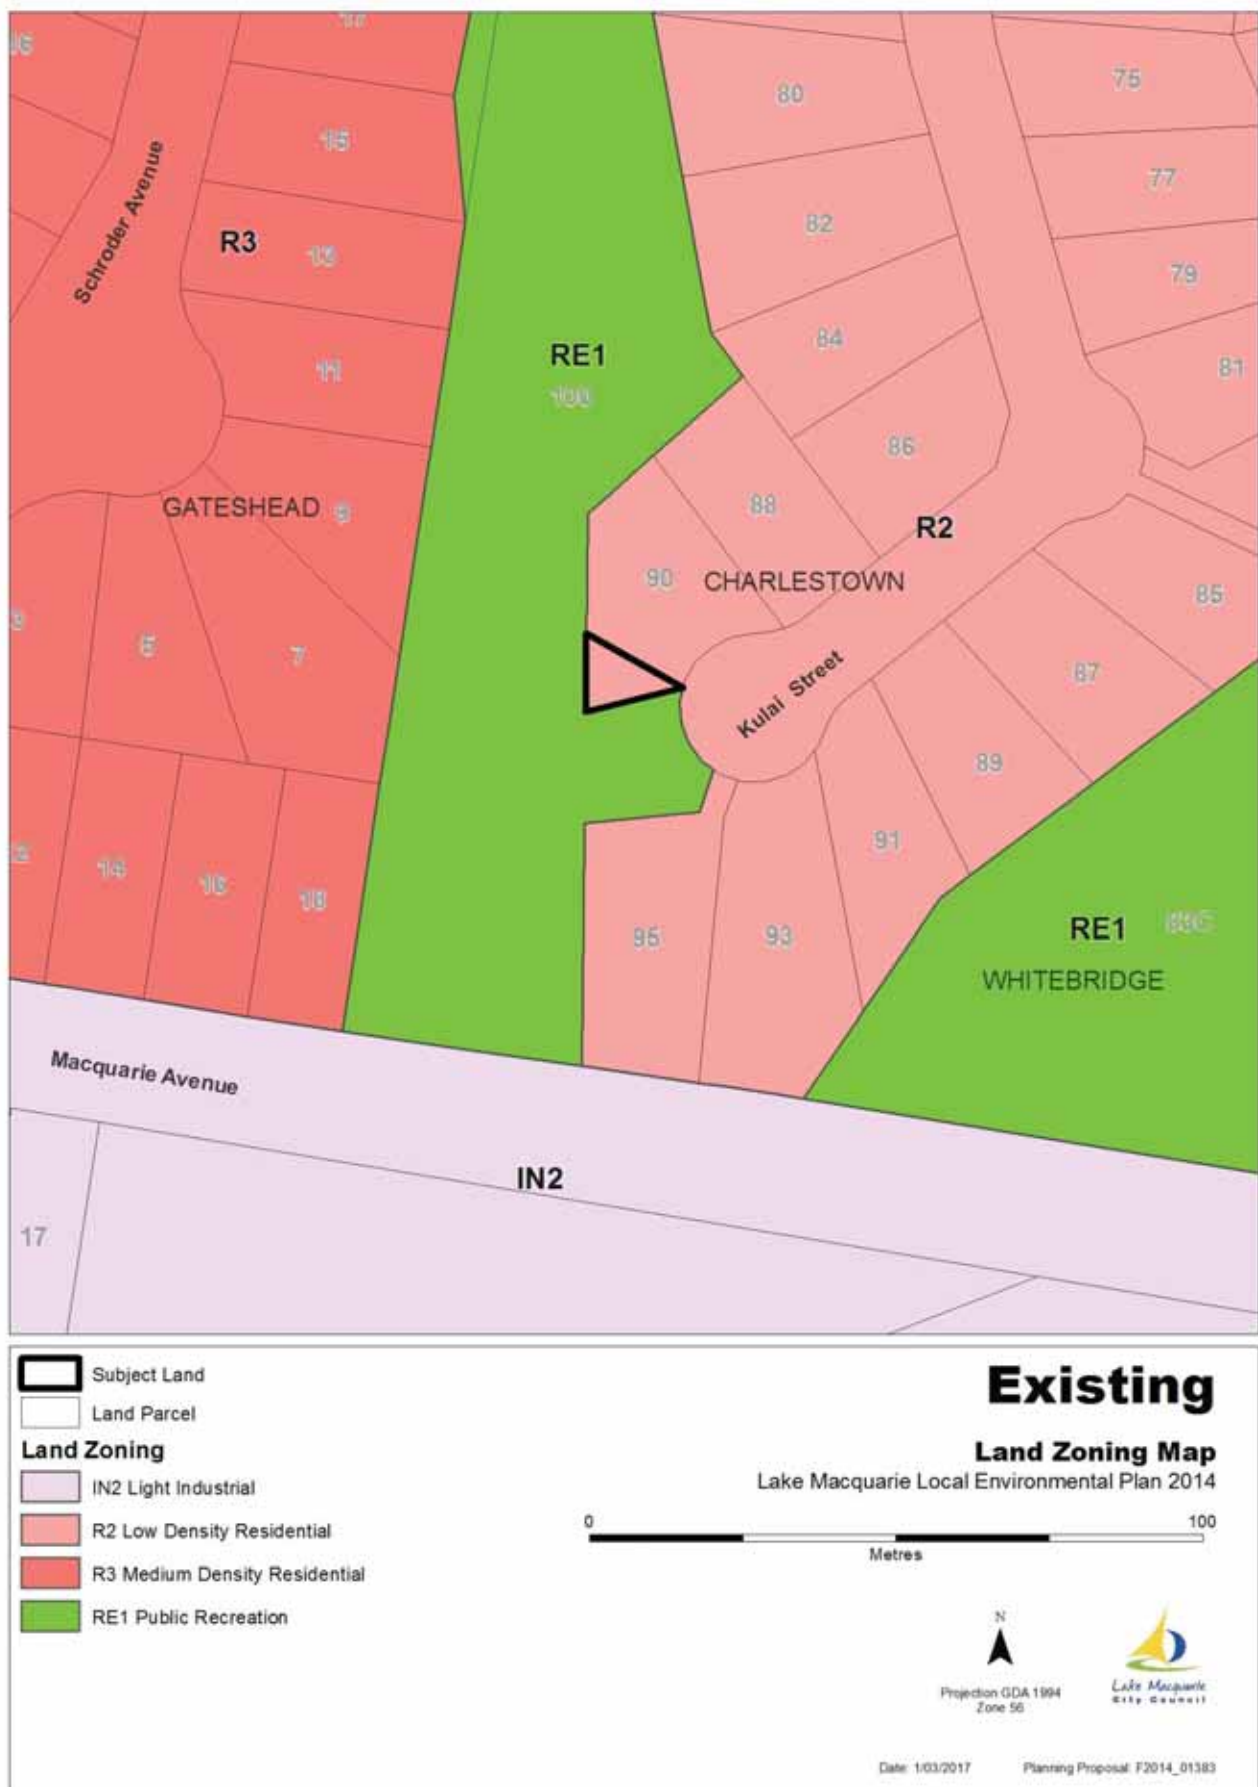 80
75
15
77
Schroder Avenue
82
R3
13
79
84
RE1
11
81
100
86
88
GATESHEAD 9
R2
90
CHARLESTOWN
85
5
7
87
Kulai Street
89
91
14
16
18
95
93
RE1
WHITEBRIDGE
Macquarie Avenue
IN2
17
Subject Land
Land Parcel
Land Zoning
IN2 Light Industrial
R2 Low Density Residential
R3 Medium Density Residential
RE1 Public Recreation
Existing
Land Zoning Map
Lake Macquarie Local Environmental Plan 2014
0 100
Metres
N
Projection GDA 1994
Zone 56
Lake Macquarie
City Council
Date: 1/03/2017 Planning Proposal: F2014_01383